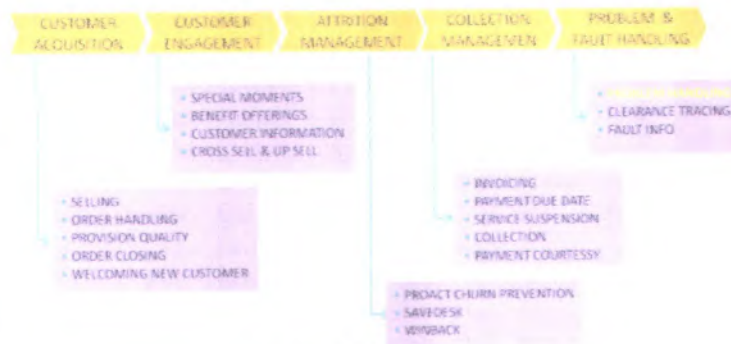 CUSTOMER
ACQUISITION
CUSTOMER
ENGAGEMENT
ATTRITION
MANAGEMENT
COLLECTION
MANAGEMEN
PROBLEM &
FAULT HANDLING
• SPECIAL MOMENTS
• BENEFIT OFFERINGS
• CUSTOMER INFORMATION
• CROSS SELL & UP SELL
• CLEARANCE TRACING
• FAULT INFO
• SELLING
• ORDER HANDLING
• PROVISION QUALITY
• ORDER CLOSING
• WELCOMING NEW CUSTOMER
• INVOICING
• PAYMENT DUE DATE
• SERVICE SUSPENSION
• COLLECTION
• PAYMENT COURTESSY
• PROACT CHURN PREVENTION
• SAVEDESK
• WINBACK